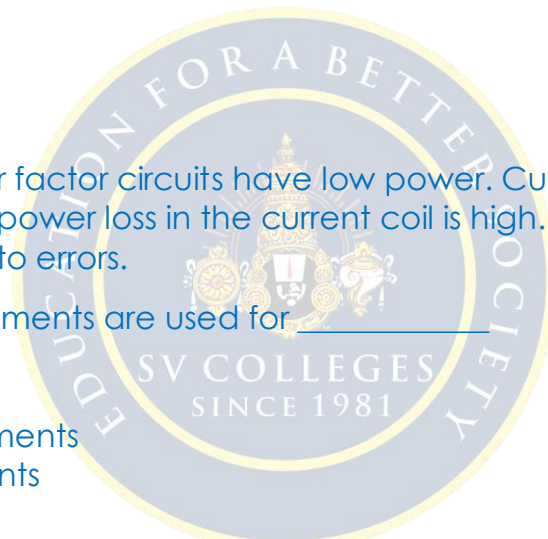 r factor circuits have low power. Cu
power loss in the current coil is high.
to errors.
ments are used for ___________
ments
nts
EDUCATION FOR A BETTER SOCIETY
SV COLLEGES
SINCE 1981